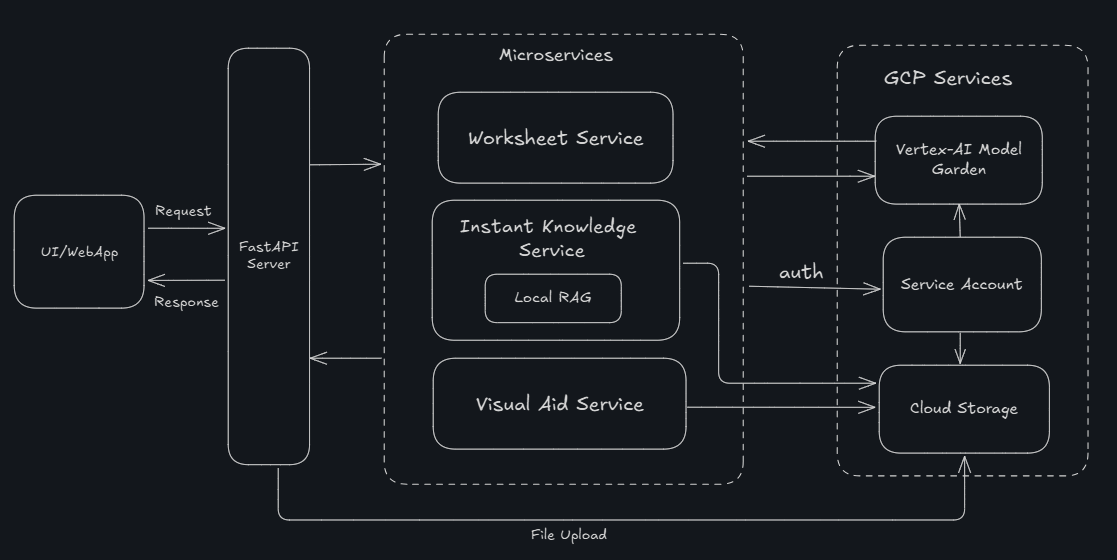 Microservices
GCP Services
Worksheet Service
Vertex-AI Model
Garden
Request
Instant Knowledge
Service
UI/WebApp
FastAPI
Server
auth
Service Account
Local RAG
Response
Visual Aid Service
Cloud Storage
File Upload